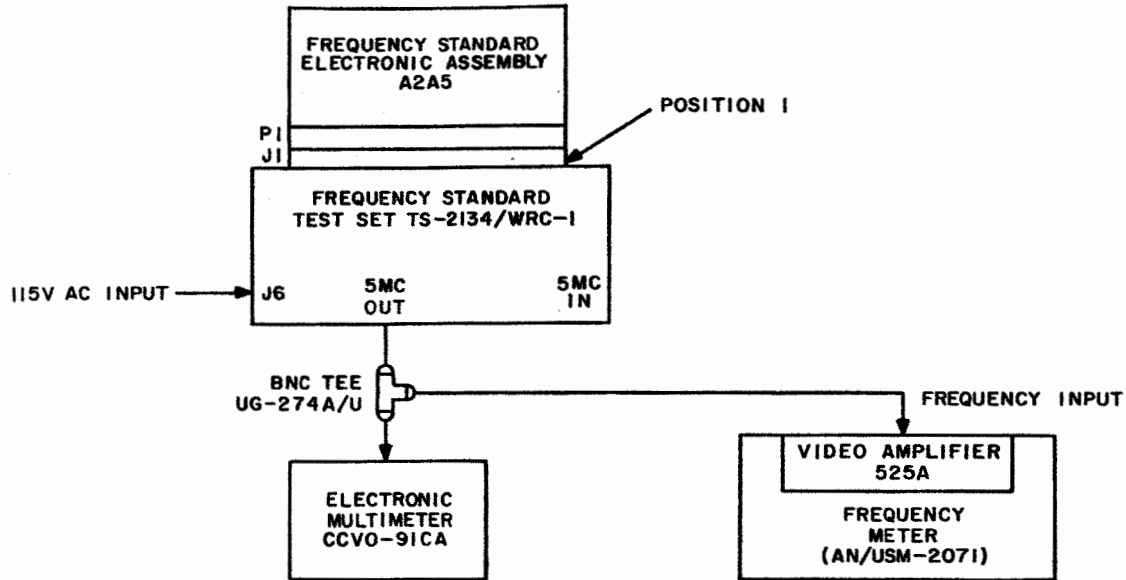 FREQUENCY STANDARD
ELECTRONIC ASSEMBLY
A2A5
POSITION 1
P1
J1
FREQUENCY STANDARD
TEST SET TS-2134/WRC-1
115V AC INPUT
J6
5MC
OUT
5MC
IN
BNC TEE
UG-274A/U
FREQUENCY INPUT
VIDEO AMPLIFIER
525A
ELECTRONIC
MULTIMETER
CCVO-91CA
FREQUENCY
METER
(AN/USM-2071)